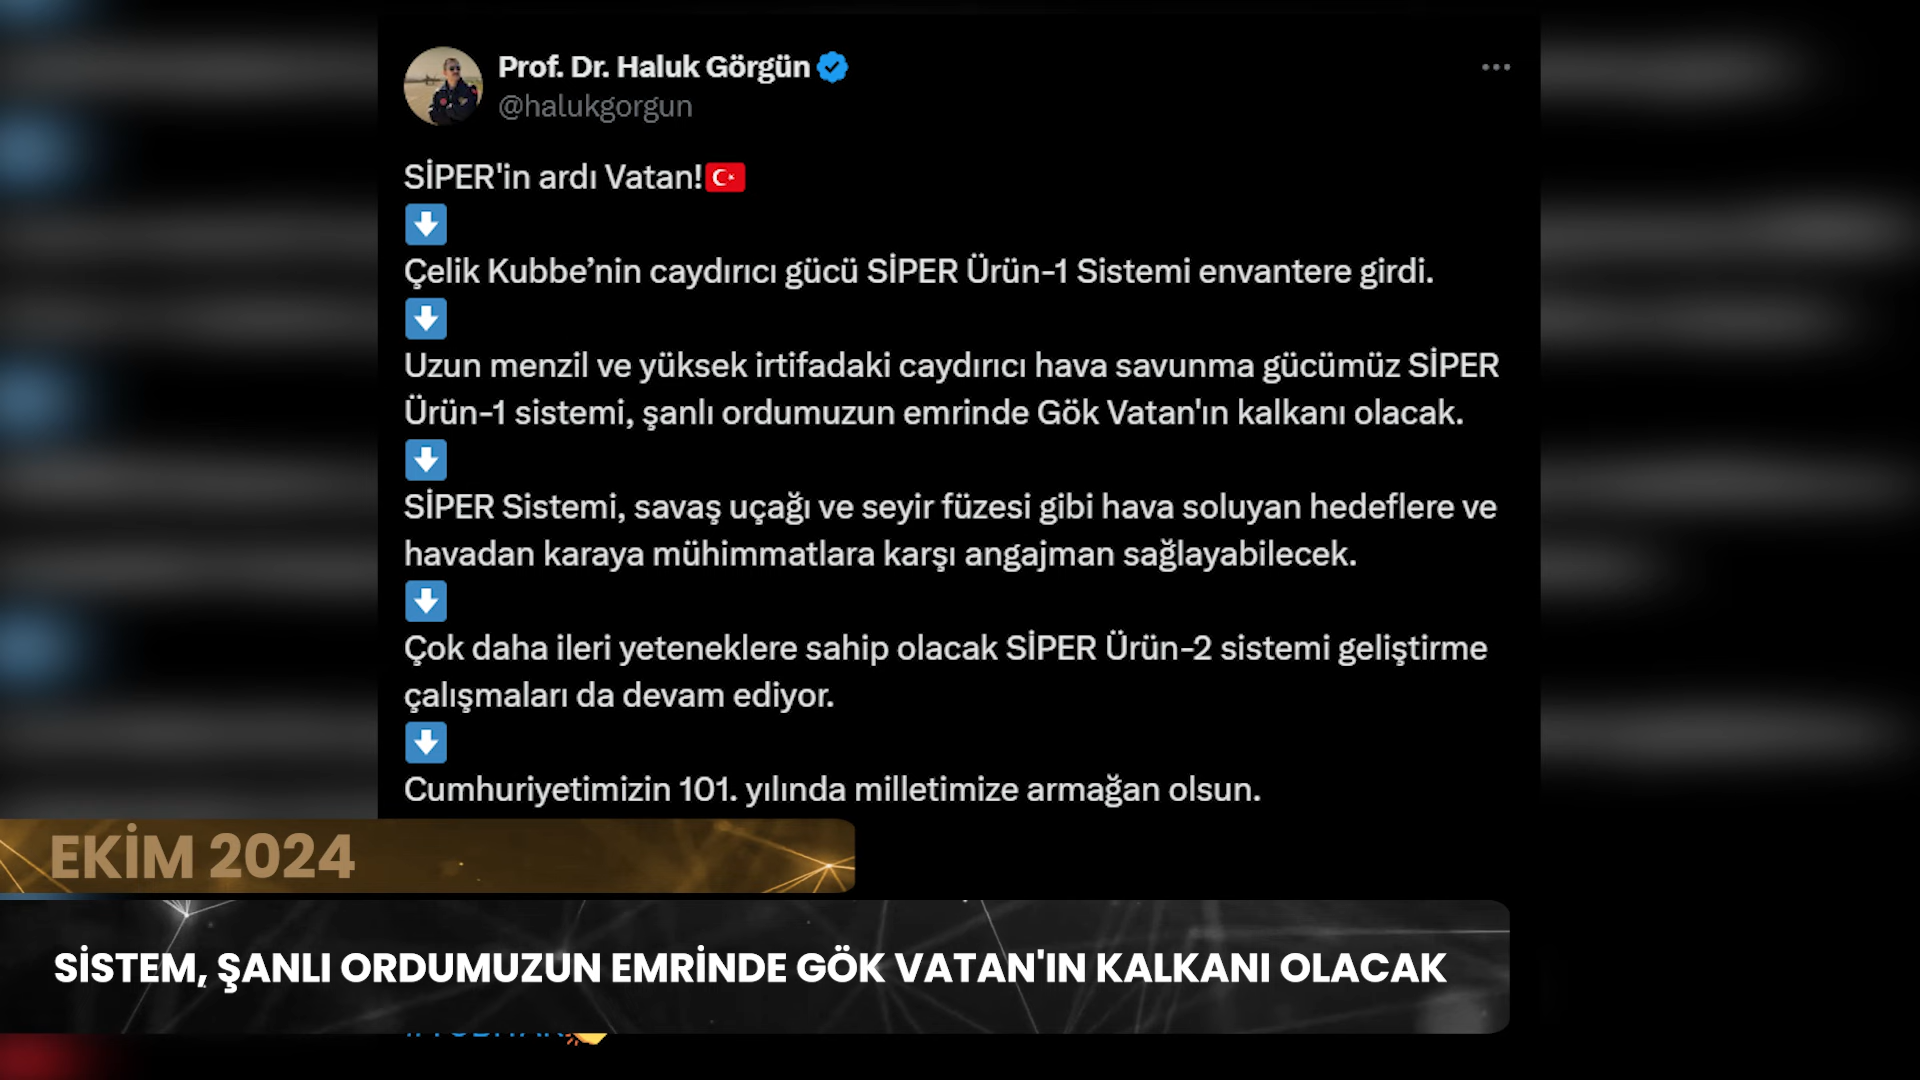 Prof. Dr. Haluk Görgün
@halukgorgun
SİPER'in ardı Vatan!
Çelik Kubbe’nin caydırıcı gücü SİPER Ürün-1 Sistemi envantere girdi.
Uzun menzil ve yüksek irtifadaki caydırıcı hava savunma gücümüz SİPER
Ürün-1 sistemi, şanlı ordumuzun emrinde Gök Vatan'ın kalkanı olacak.
SİPER Sistemi, savaş uçağı ve seyir füzesi gibi hava soluyan hedeflere ve
havadan karaya mühimmatlara karşı angajman sağlayabilecek.
Çok daha ileri yeteneklere sahip olacak SİPER Ürün-2 sistemi geliştirme
çalışmaları da devam ediyor.
Cumhuriyetimizin 101. yılında milletimize armağan olsun.
EKİM 2024
SİSTEM, ŞANLI ORDUMUZUN EMRİNDE GÖK VATAN'IN KALKANI OLACAK